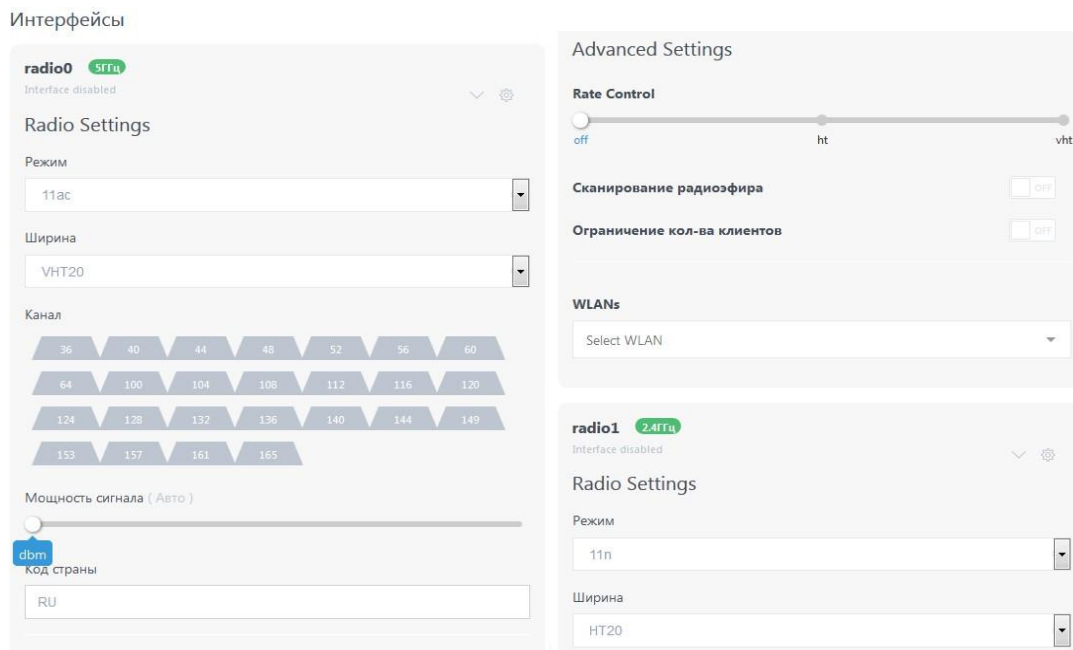 Интерфейсы
radio0 5ГГц
Interface disabled
Radio Settings
Режим
11ac
Ширина
VHT20
Канал
36 40 44 48 52 56 60
64 100 104 108 112 116 120
124 128 132 136 140 144 149
153 157 161 165
Мощность сигнала ( Авто )
dbm
Код страны
RU
Advanced Settings
Rate Control
off ht vht
Сканирование радиоэфира OFF
Ограничение кол-ва клиентов OFF
WLANs
Select WLAN
radio1 2.4ГГц
Interface disabled
Radio Settings
Режим
11n
Ширина
HT20